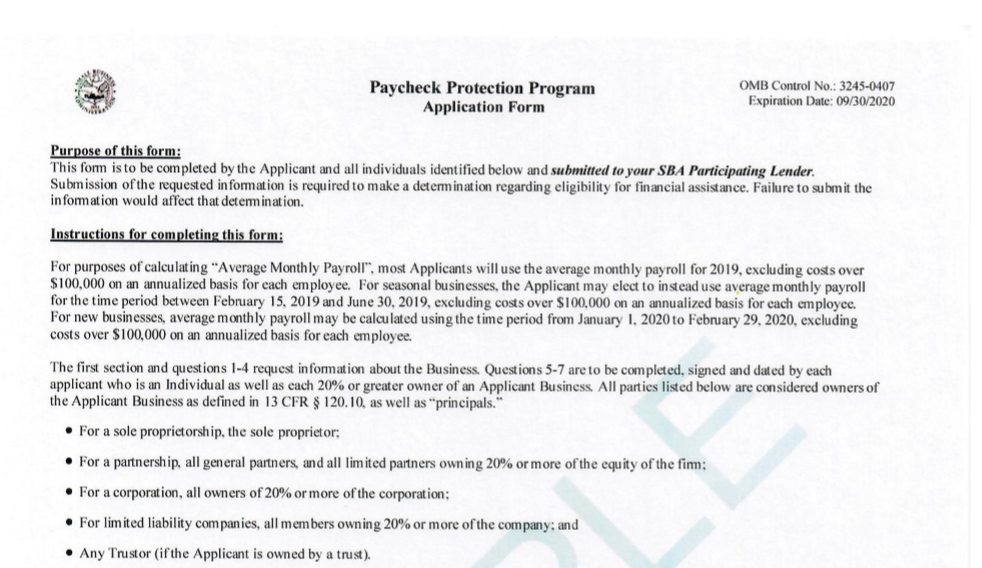 Paycheck Protection Program
Application Form
OMB Control No.: 3245-0407
Expiration Date: 09/30/2020
Purpose of this form:
This form is to be completed by the Applicant and all individuals identified below and submitted to your SBA Participating Lender.
Submission of the requested information is required to make a determination regarding eligibility for financial assistance. Failure to submit the
information would affect that determination.
Instructions for completing this form:
For purposes of calculating “Average Monthly Payroll”, most Applicants will use the average monthly payroll for 2019, excluding costs over
$100,000 on an annualized basis for each employee. For seasonal businesses, the Applicant may elect to instead use average monthly payroll
for the time period between February 15, 2019 and June 30, 2019, excluding costs over $100,000 on an annualized basis for each employee.
For new businesses, average monthly payroll may be calculated using the time period from January 1, 2020 to February 29, 2020, excluding
costs over $100,000 on an annualized basis for each employee.
The first section and questions 1-4 request information about the Business. Questions 5-7 are to be completed, signed and dated by each
applicant who is an Individual as well as each 20% or greater owner of an Applicant Business. All parties listed below are considered owners of
the Applicant Business as defined in 13 CFR § 120.10, as well as “principals.”
• For a sole proprietorship, the sole proprietor;
• For a partnership, all general partners, and all limited partners owning 20% or more of the equity of the firm;
• For a corporation, all owners of 20% or more of the corporation;
• For limited liability companies, all members owning 20% or more of the company; and
• Any Trustor (if the Applicant is owned by a trust).
PLE